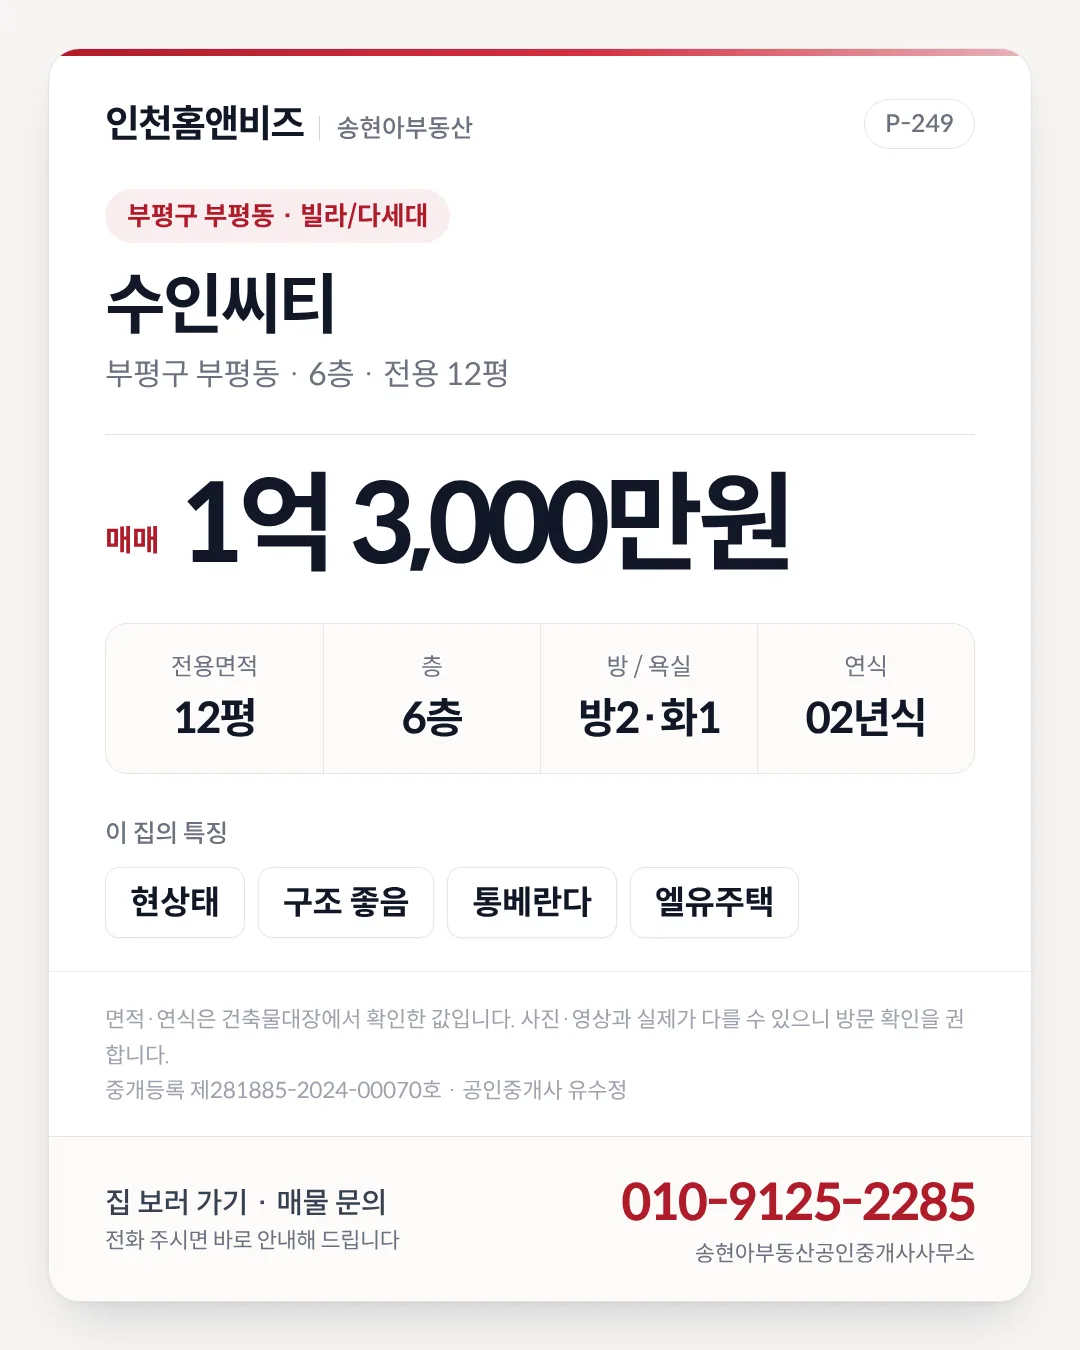 인천홈앤비즈 | 송현아부동산
P-249
부평구 부평동 · 빌라/다세대
수인씨티
부평구 부평동 · 6층 · 전용 12평
매매 1억 3,000만원
전용면적 층 방 / 욕실 연식
12평 6층 방2·화1 02년식
이 집의 특징
현상태 구조 좋음 통베란다 엘유주택
면적·연식은 건축물대장에서 확인한 값입니다. 사진·영상과 실제가 다를 수 있으니 방문 확인을 권
합니다.
중개등록 제281885-2024-00070호 · 공인중개사 유수정
집 보러 가기 · 매물 문의
전화 주시면 바로 안내해 드립니다
010-9125-2285
송현아부동산공인중개사사무소